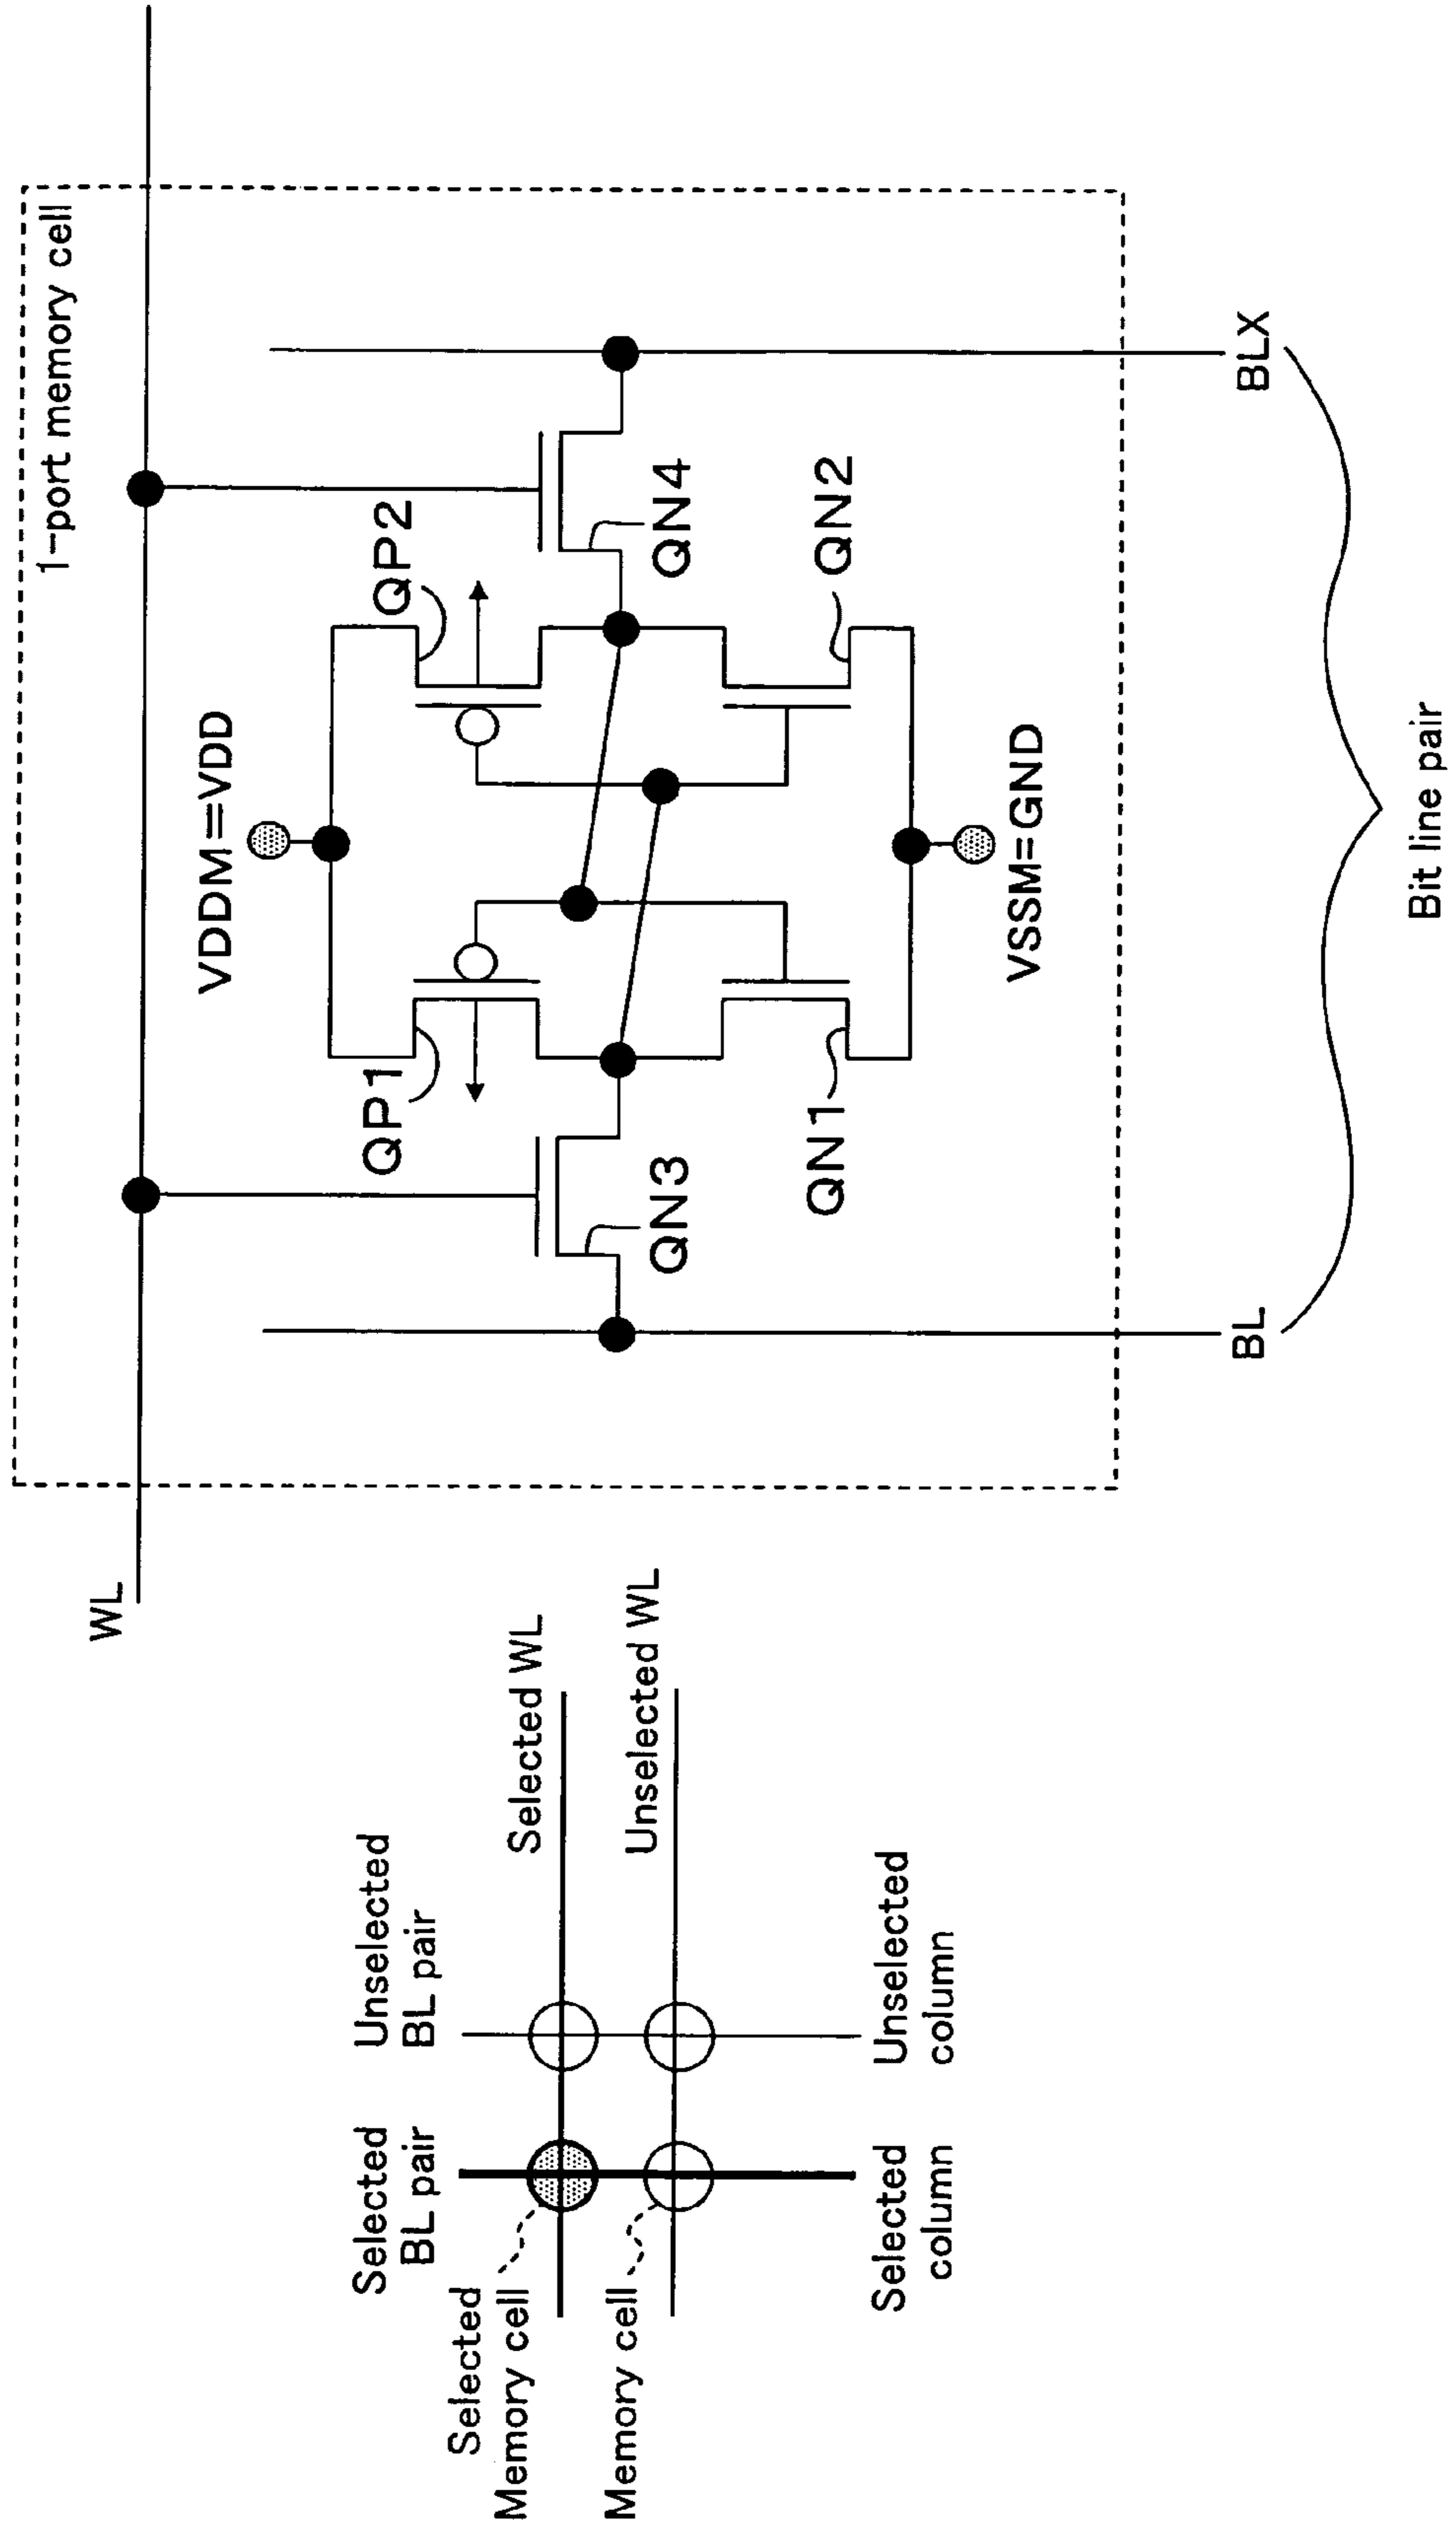 Selected
BL pair
Unselected
BL pair
Selected
Memory cell
Memory cell
Selected WL
Unselected WL
Selected
column
Unselected
column
WL
1-port memory cell
VDDM=VDD
QP1
QP2
QN3
QN4
QN1
QN2
VSSM=GND
BL
BLX
Bit line pair